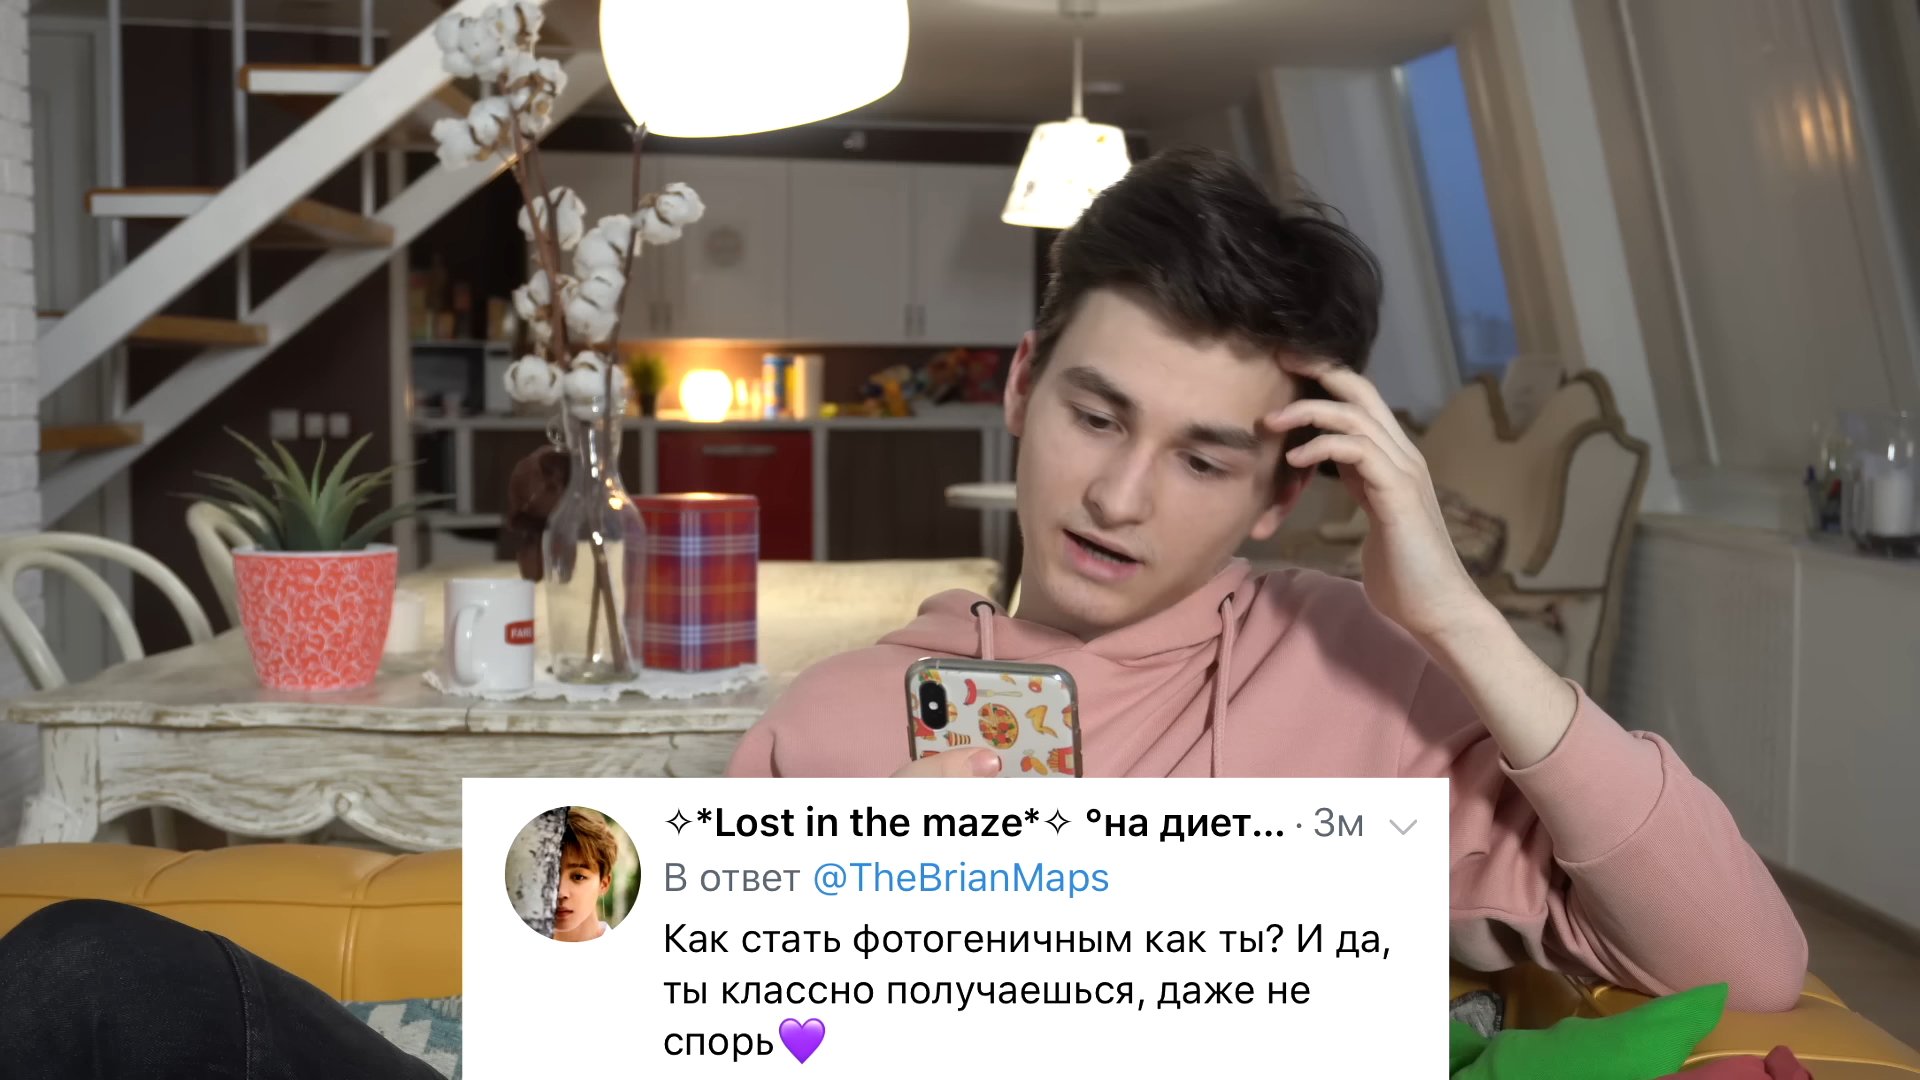 ✧*Lost in the maze*✧ °на диет... · 3м
В ответ @TheBrianMaps
Как стать фотогеничным как ты? И да,
ты классно получаешься, даже не
спорь💜